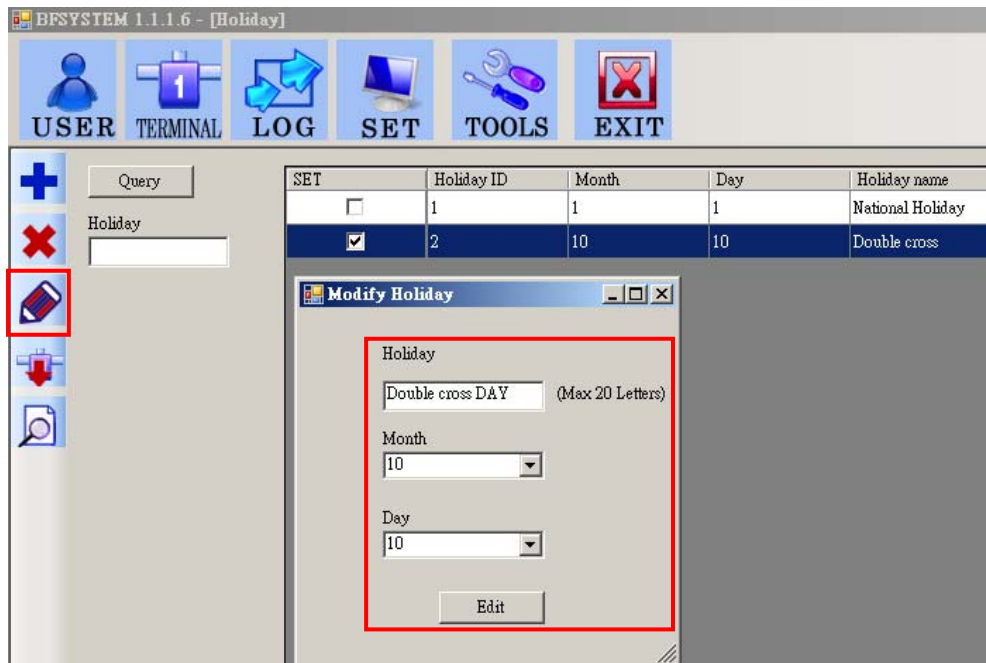 BFSYSTEM 1.1.1.6 - [Holiday]
USER TERMINAL LOG SET TOOLS EXIT
1
Query
Holiday
SET Holiday ID Month Day Holiday name
1 1 1 National Holiday
2 10 10 Double cross
Modify Holiday
Holiday
Double cross DAY (Max 20 Letters)
Month
10
Day
10
Edit